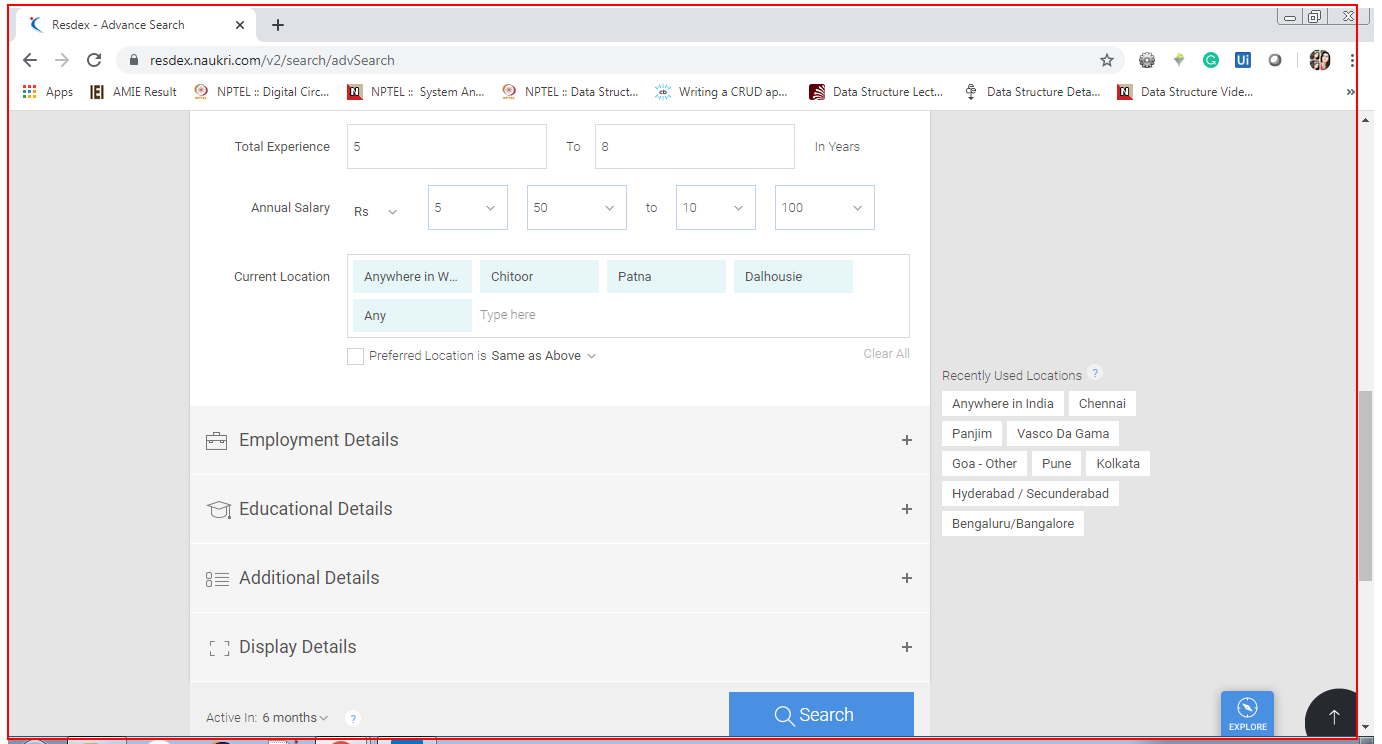 Resdex - Advance Search
resdex.naukri.com/v2/search/advSearch
Apps AMIE Result NPTEL :: Digital Circ... NPTEL :: System An... NPTEL :: Data Struct... Writing a CRUD ap... Data Structure Lect... Data Structure Deta... Data Structure Vide...
Total Experience 5 To 8 In Years
Annual Salary Rs 5 50 to 10 100
Current Location Anywhere in W... Chitoor Patna Dalhousie
Any Type here
Preferred Location is Same as Above Clear All
Recently Used Locations ?
Anywhere in India Chennai
Panjim Vasco Da Gama
Goa - Other Pune Kolkata
Hyderabad / Secunderabad
Bengaluru/Bangalore
Employment Details +
Educational Details +
Additional Details +
Display Details +
Active In: 6 months ?
Search
EXPLORE